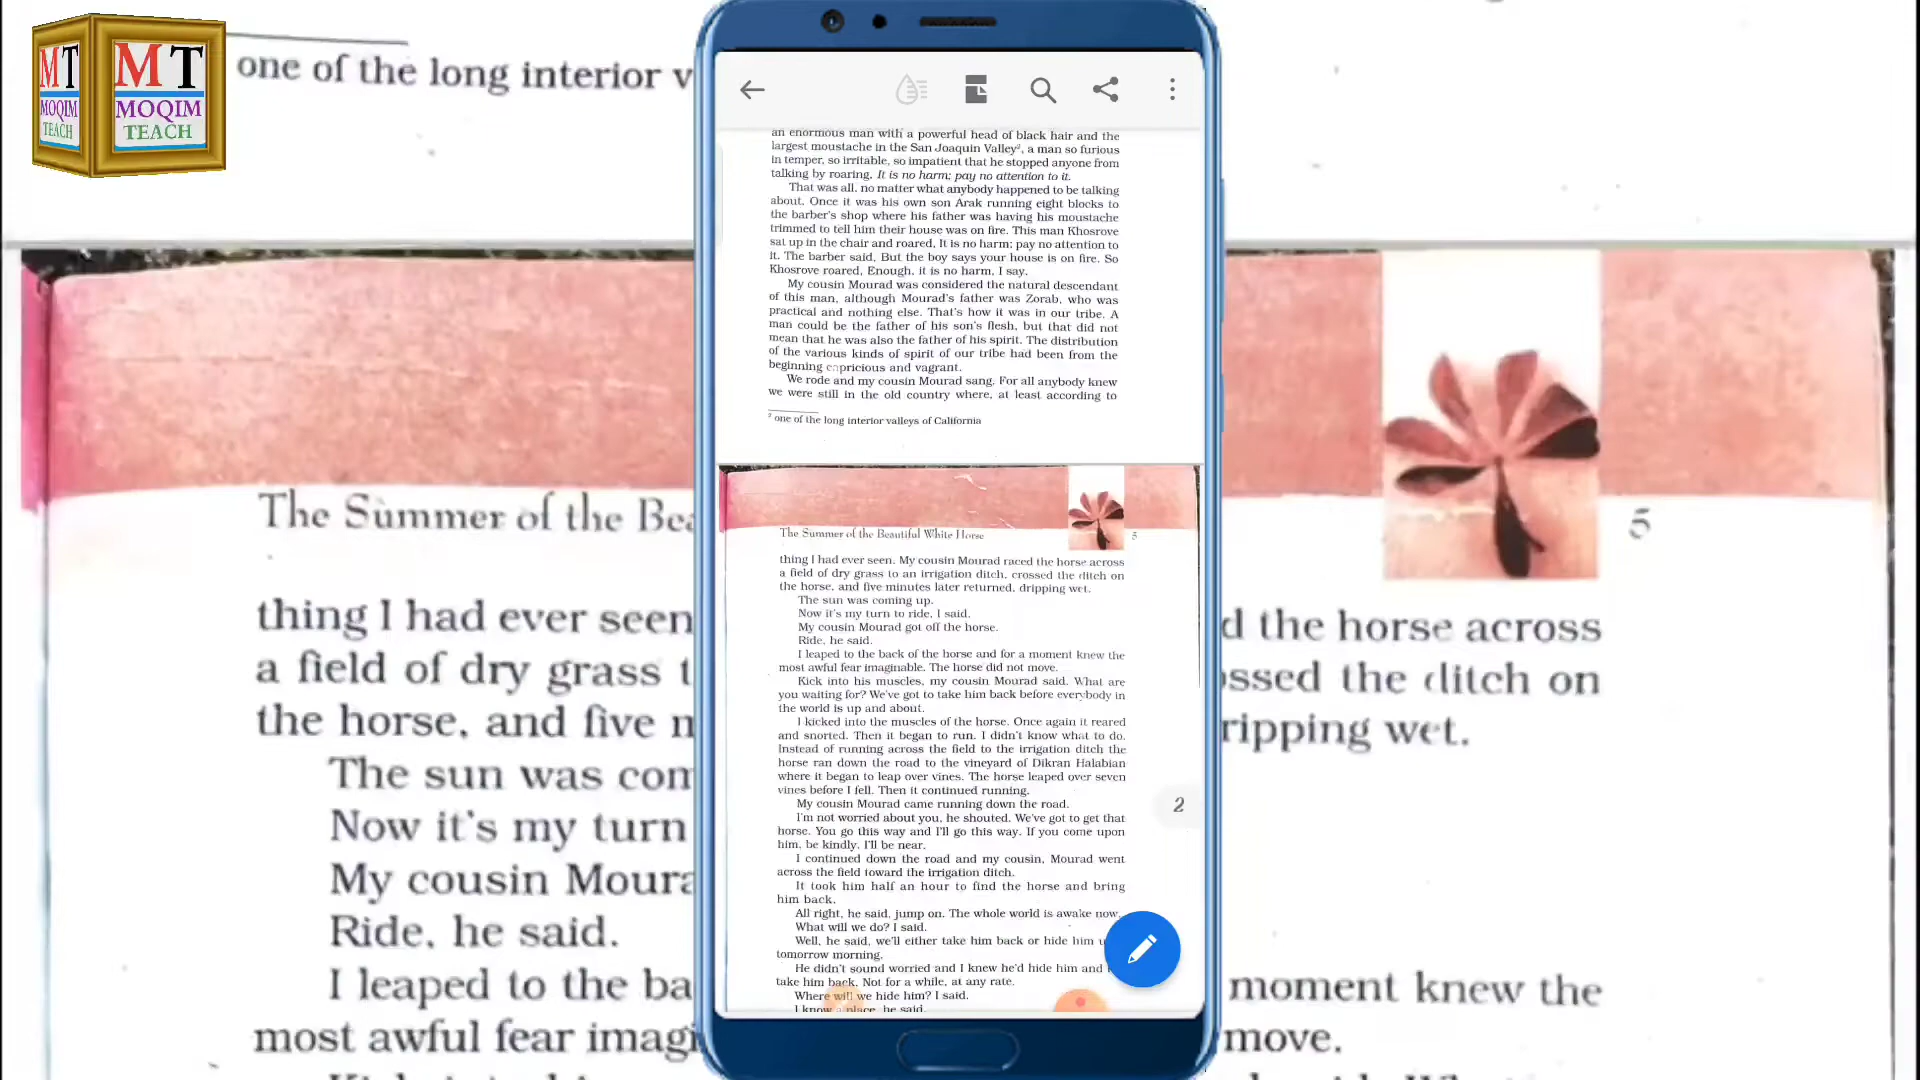 MT
MOQIM
TEACH
MT
MOQIM
TEACH
one of the long interior v
The Summer of the Bea
5
thing I had ever seen
d the horse across
a field of dry grass t
ossed the ditch on
the horse, and five m
ripping wet.
The sun was com
Now it's my turn
My cousin Moura
Ride, he said.
I leaped to the ba
moment knew the
most awful fear imagi
move.
an enormous man with a powerful head of black hair and the
largest moustache in the San Joaquin Valley², a man so furious
in temper, so irritable, so impatient that he stopped anyone from
talking by roaring, It is no harm; pay no attention to it.
That was all, no matter what anybody happened to be talking
about. Once it was his own son Arak running eight blocks to
the barber's shop where his father was having his moustache
trimmed to tell him their house was on fire. This man Khosrove
sat up in the chair and roared, It is no harm; pay no attention to
it. The barber said, But the boy says your house is on fire. So
Khosrove roared, Enough, it is no harm, I say.
My cousin Mourad was considered the natural descendant
of this man, although Mourad's father was Zorab, who was
practical and nothing else. That's how it was in our tribe. A
man could be the father of his son's flesh, but that did not
mean that he was also the father of his spirit. The distribution
of the various kinds of spirit of our tribe had been from the
beginning capricious and vagrant.
We rode and my cousin Mourad sang. For all anybody knew
we were still in the old country where, at least according to
² one of the long interior valleys of California
The Summer of the Beautiful White Horse
5
thing I had ever seen. My cousin Mourad raced the horse across
a field of dry grass to an irrigation ditch, crossed the ditch on
the horse, and five minutes later returned, dripping wet.
The sun was coming up.
Now it's my turn to ride, I said.
My cousin Mourad got off the horse.
Ride, he said.
I leaped to the back of the horse and for a moment knew the
most awful fear imaginable. The horse did not move.
Kick into his muscles, my cousin Mourad said. What are
you waiting for? We've got to take him back before everybody in
the world is up and about.
I kicked into the muscles of the horse. Once again it reared
and snorted. Then it began to run. I didn't know what to do.
Instead of running across the field to the irrigation ditch the
horse ran down the road to the vineyard of Dikran Halabian
where it began to leap over vines. The horse leaped over seven
vines before I fell. Then it continued running.
My cousin Mourad came running down the road.
I'm not worried about you, he shouted. We've got to get that
horse. You go this way and I'll go this way. If you come upon
him, be kindly. I'll be near.
I continued down the road and my cousin, Mourad went
across the field toward the irrigation ditch.
It took him half an hour to find the horse and bring
him back.
All right, he said, jump on. The whole world is awake now.
What will we do? I said.
Well, he said, we'll either take him back or hide him u
tomorrow morning.
He didn't sound worried and I knew he'd hide him and
take him back. Not for a while, at any rate.
Where will we hide him? I said.
I know a place, he said.
2